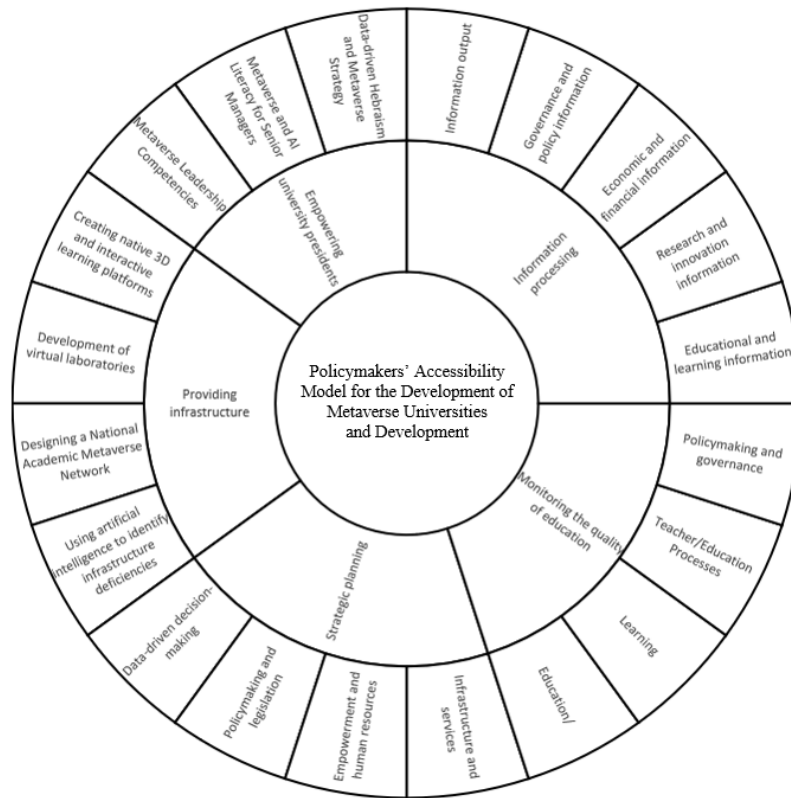 Policymakers’ Accessibility
Model for the Development of
Metaverse Universities
and Development
Information
processing
Monitoring the quality
of education
Strategic planning
Providing
infrastructure
Empowering
university presidents
Information output
Governance and
policy information
Economic and
financial information
Research and
innovation
information
Educational and
learning information
Policymaking and
governance
Teacher/Education
Processes
Learning
Education/
Infrastructure and
services
Empowerment and
human resources
Policymaking and
legislation
Data-driven decision-
making
Using artificial
intelligence to identify
infrastructure
deficiencies
Designing a National
Academic Metaverse
Network
Development of
virtual laboratories
Creating native 3D
and interactive
learning platforms
Metaverse Leadership
Competencies
Metaverse and AI
Literacy for Senior
Managers
Data-driven Hebraism
and Metaverse
Strategy